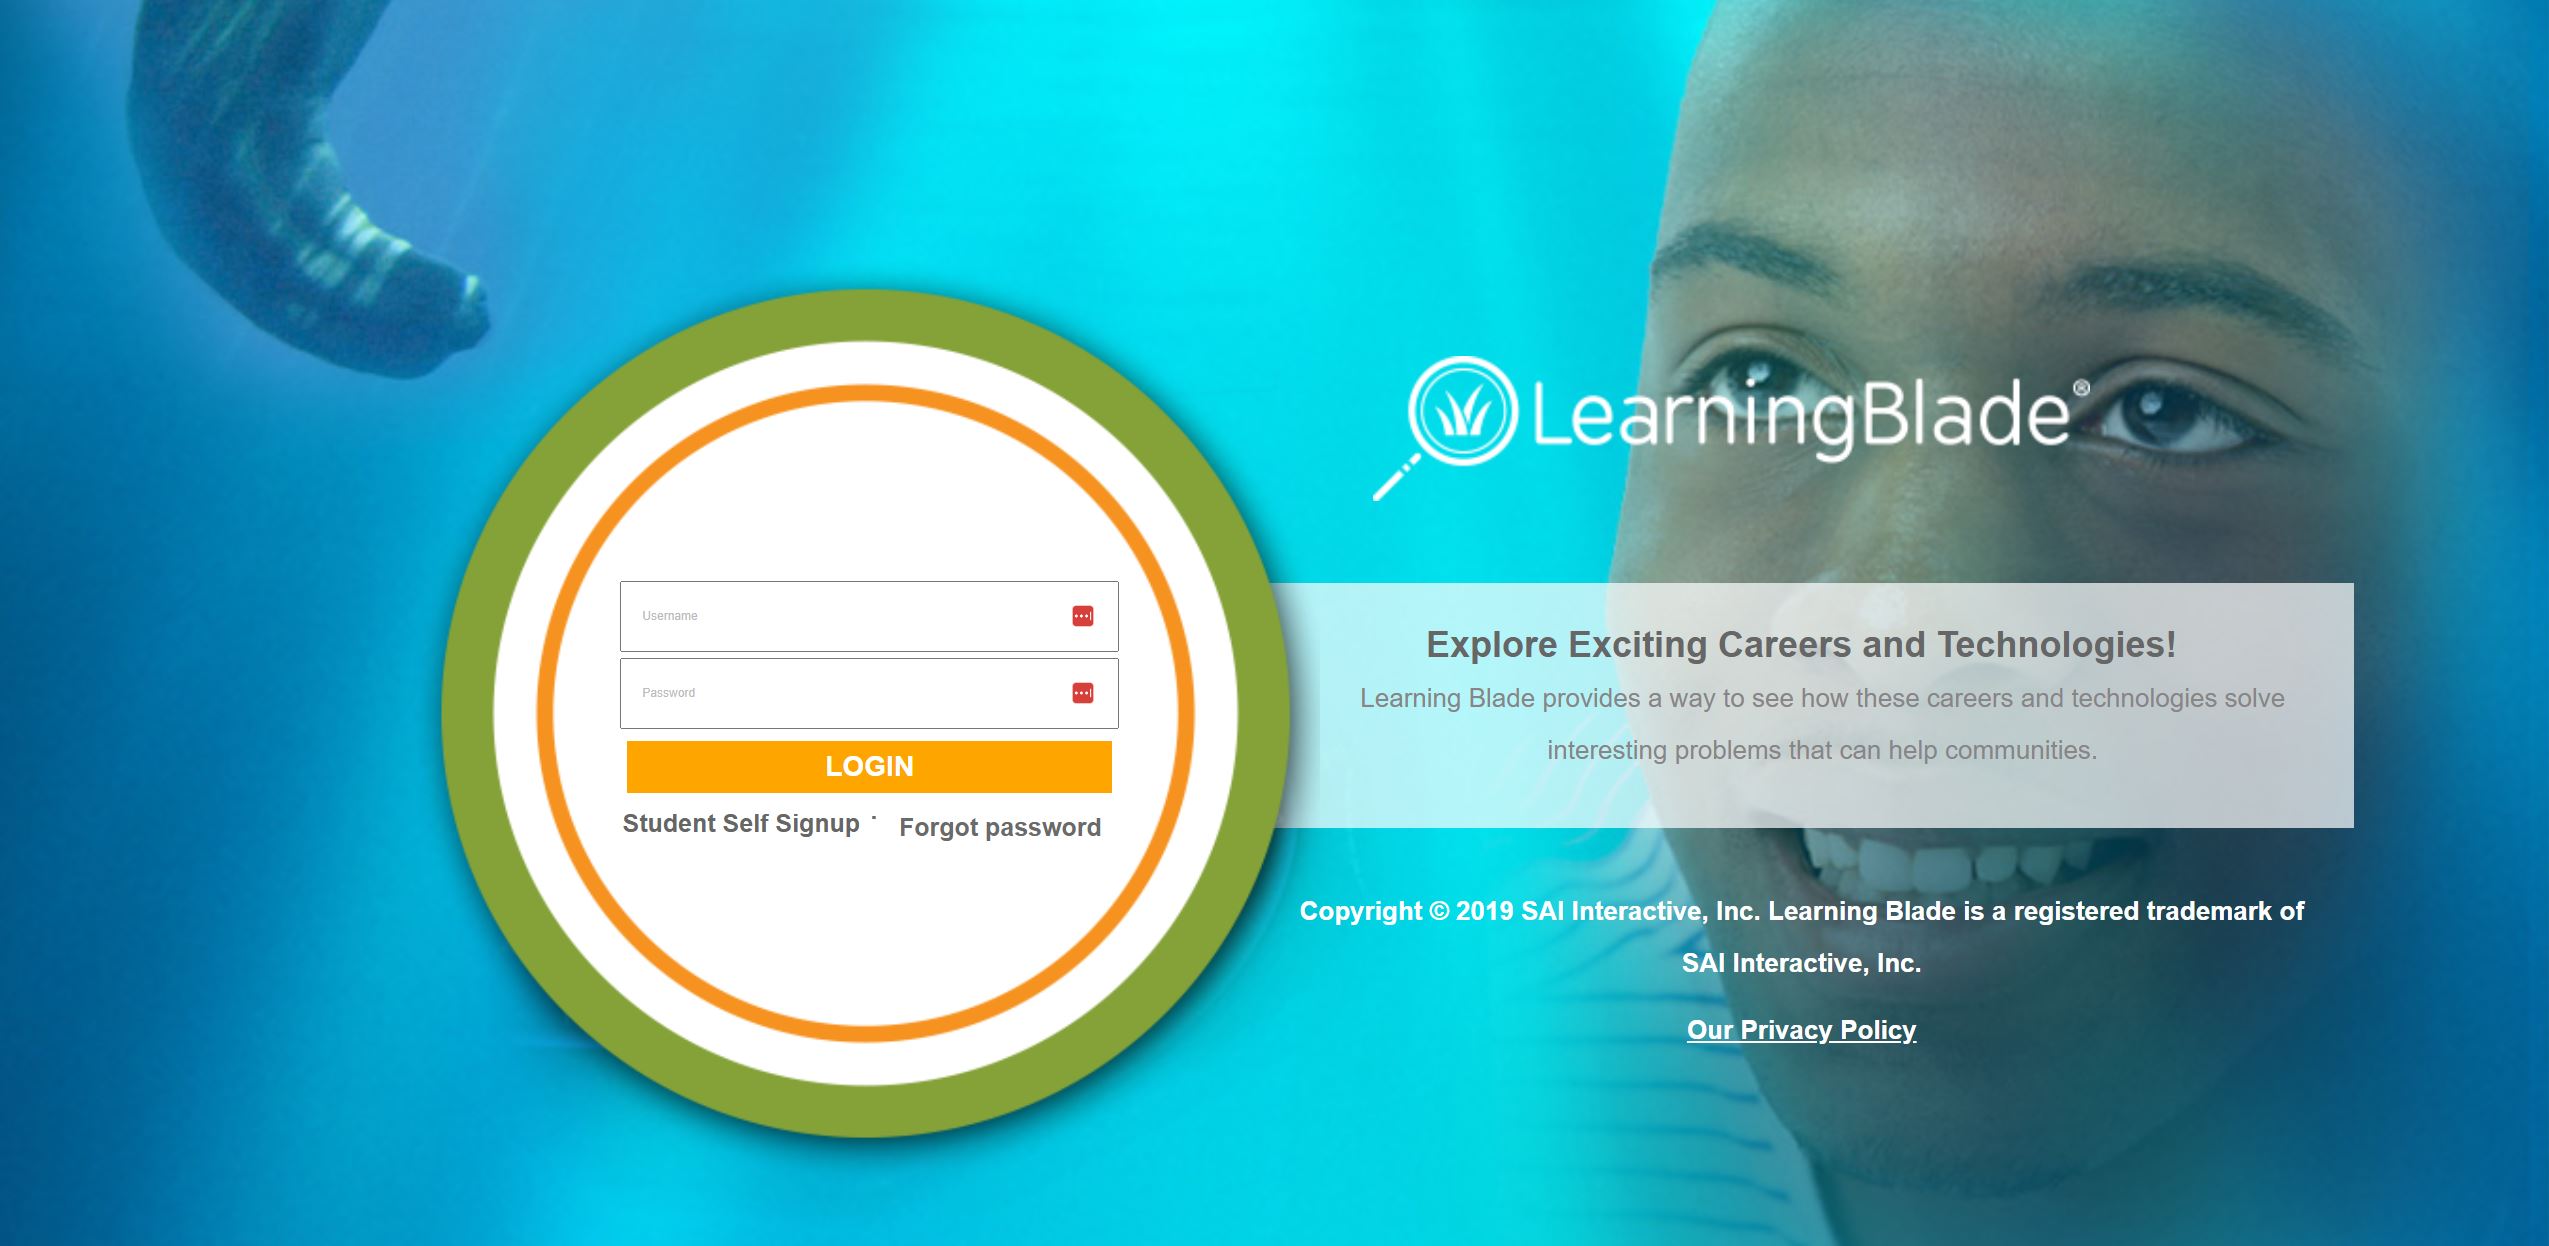 LearningBlade®
Username
Password
LOGIN
Student Self Signup
Forgot password
Explore Exciting Careers and Technologies!
Learning Blade provides a way to see how these careers and technologies solve
interesting problems that can help communities.
Copyright © 2019 SAI Interactive, Inc. Learning Blade is a registered trademark of
SAI Interactive, Inc.
Our Privacy Policy